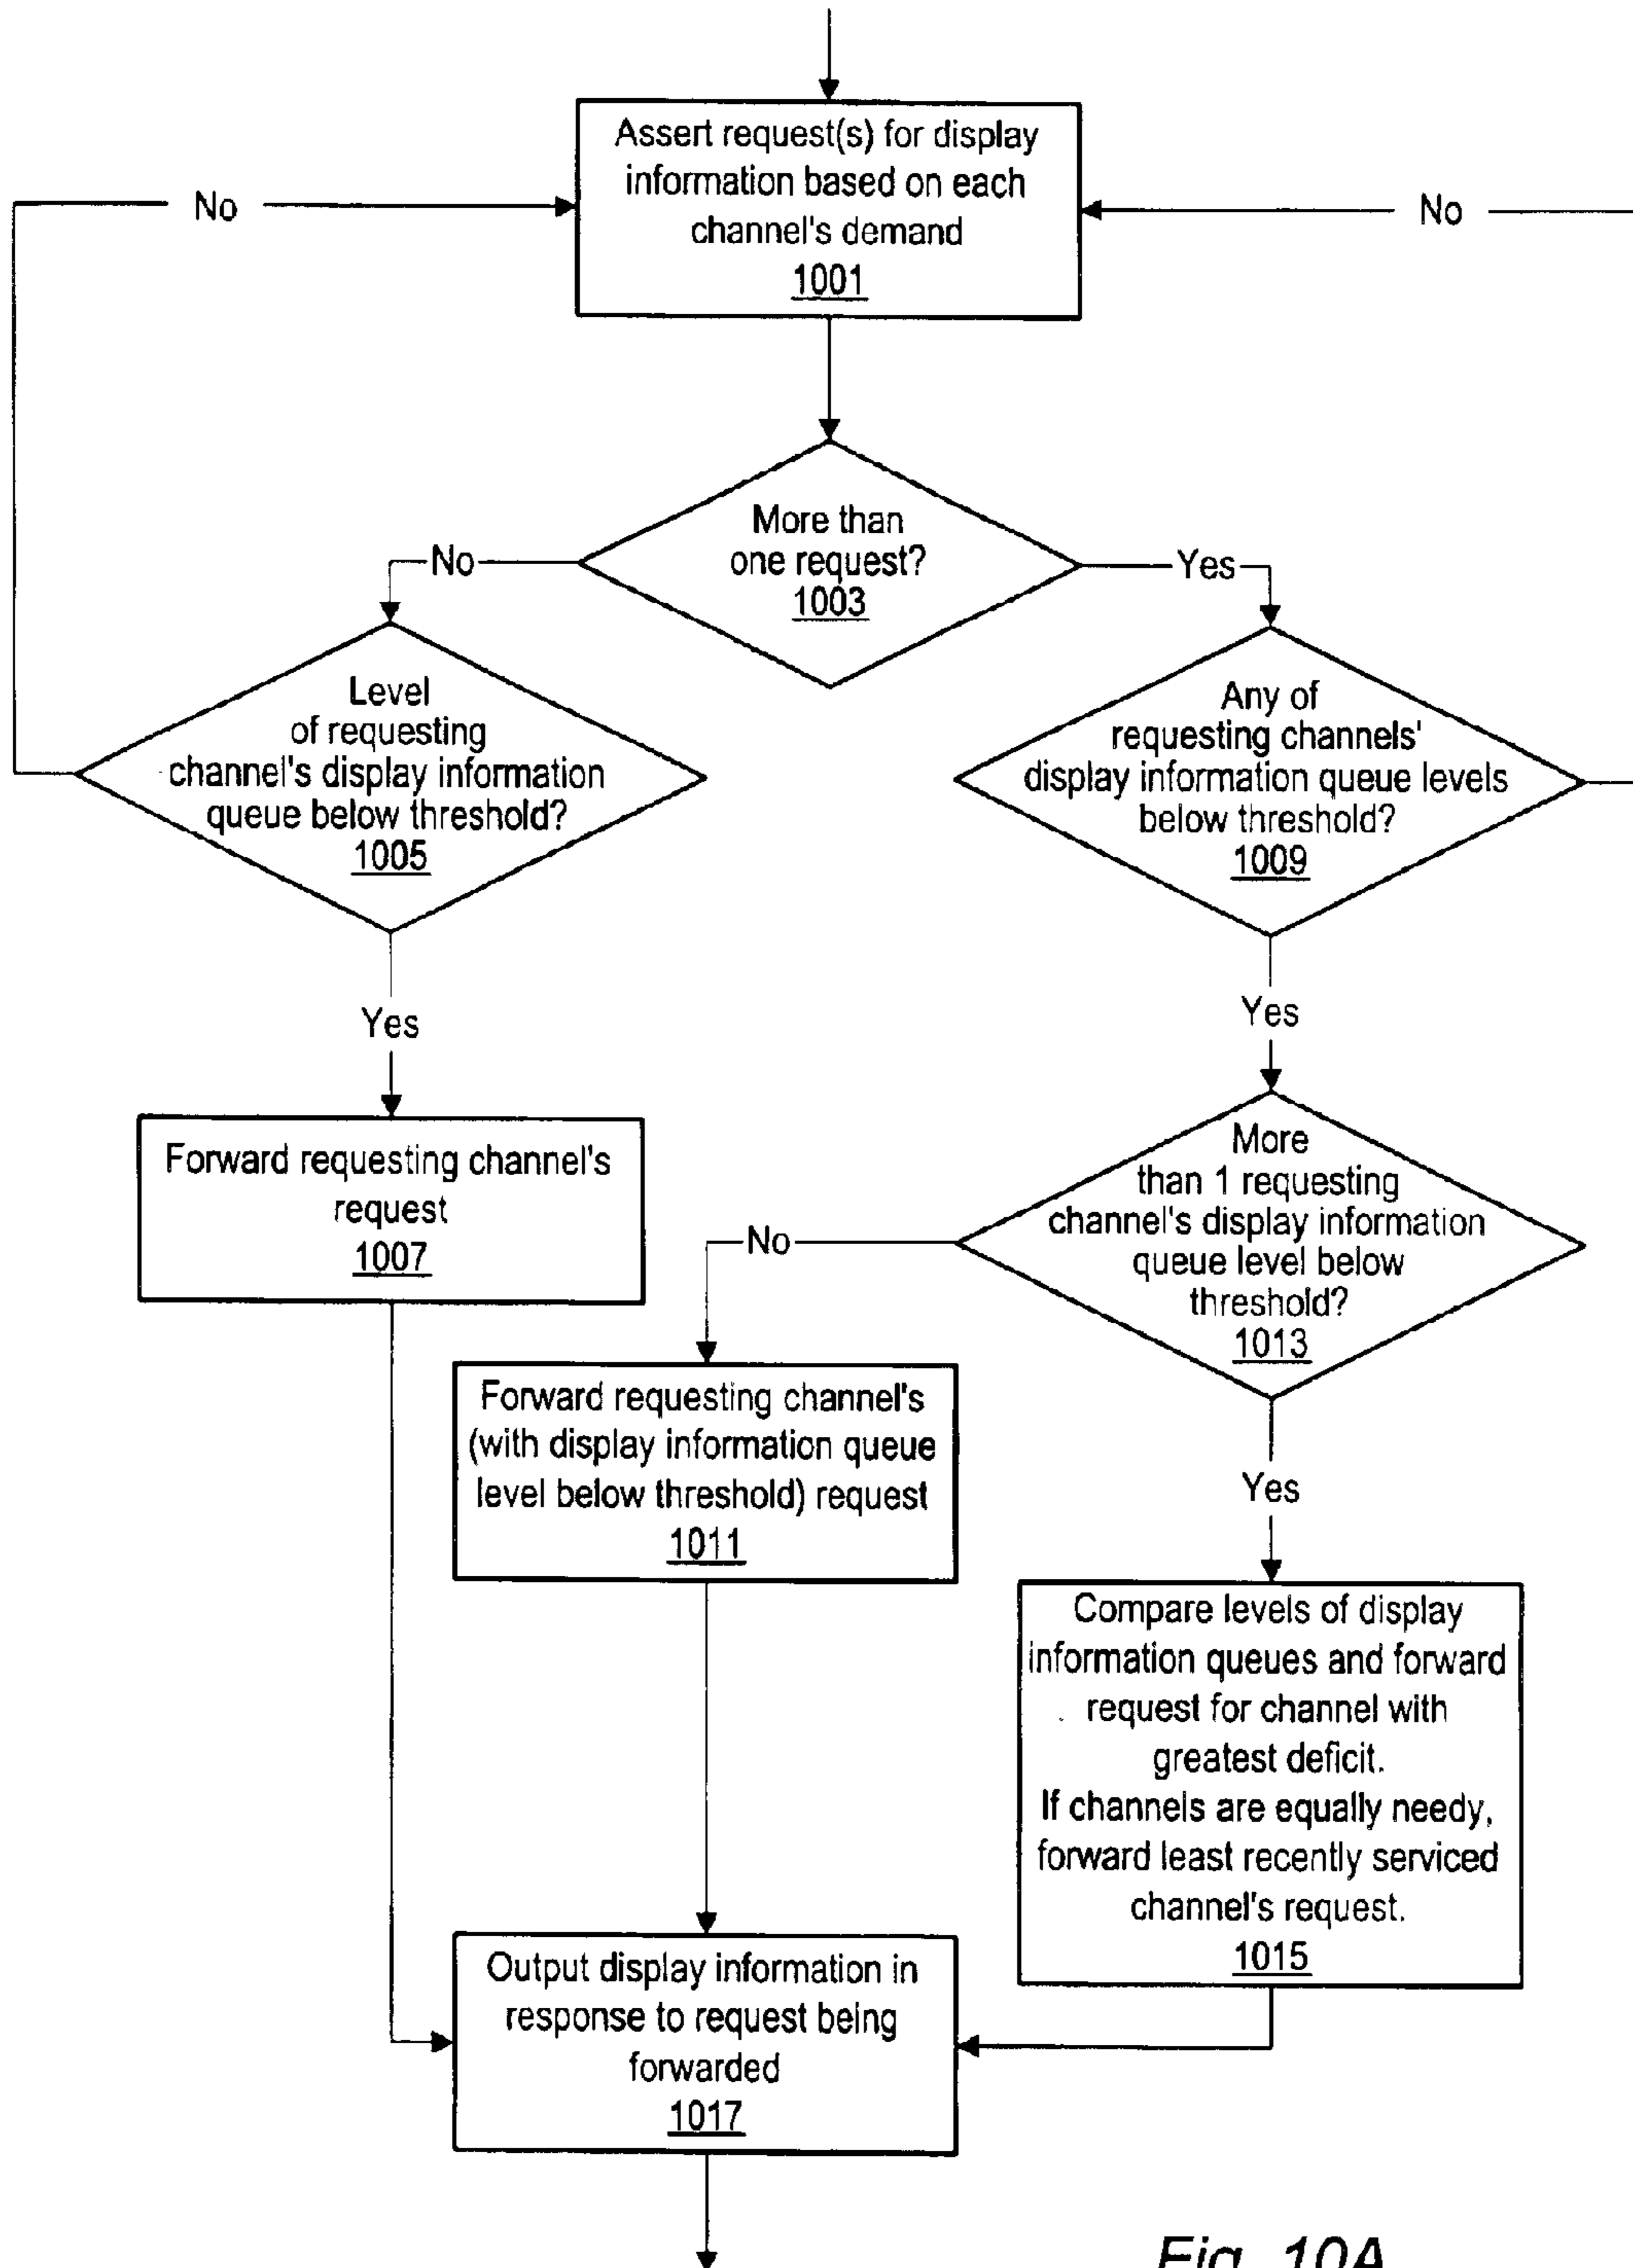 Assert request(s) for display
information based on each
channel's demand
1001
No
No
More than
one request?
1003
No
Yes
Level
of requesting
channel's display information
queue below threshold?
1005
Any of
requesting channels'
display information queue levels
below threshold?
1009
Yes
Yes
Forward requesting channel's
request
1007
More
than 1 requesting
channel's display information
queue level below
threshold?
1013
No
Forward requesting channel's
(with display information queue
level below threshold) request
1011
Yes
Compare levels of display
information queues and forward
request for channel with
greatest deficit.
If channels are equally needy,
forward least recently serviced
channel's request.
1015
Output display information in
response to request being
forwarded
1017
Fig. 10A